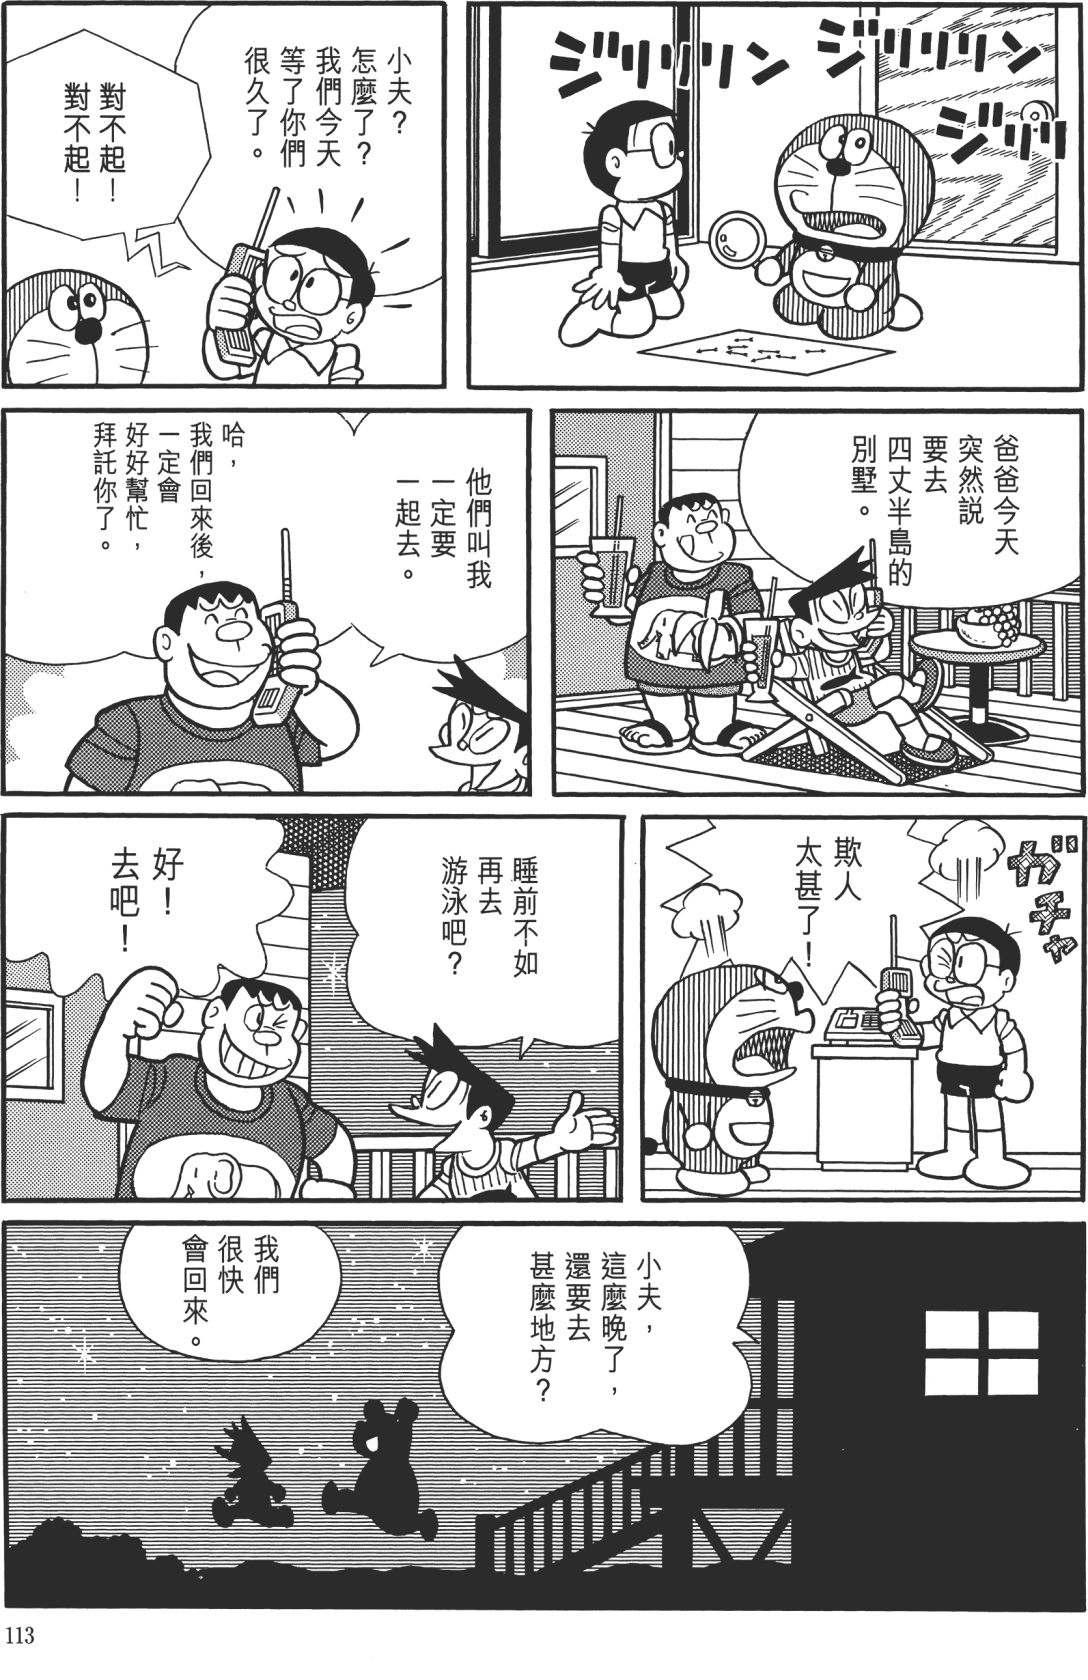 ジリリリン
ジリリリン
ジリリ
小夫?
怎麼了?
我們今天
等了你們
很久了。
對不起!
對不起!
爸爸今天
突然說
要去
四丈半島的
別墅。
他們叫我
一定要
一起去。
哈,
我們回來後,
一定會
好好幫忙,
拜託你了。
ガチャ
欺人
太甚了!
睡前不如
再去
游泳吧?
好!
去吧!
小夫,
這麼晚了,
還要去
甚麼地方?
我們
很快
會回來。
113